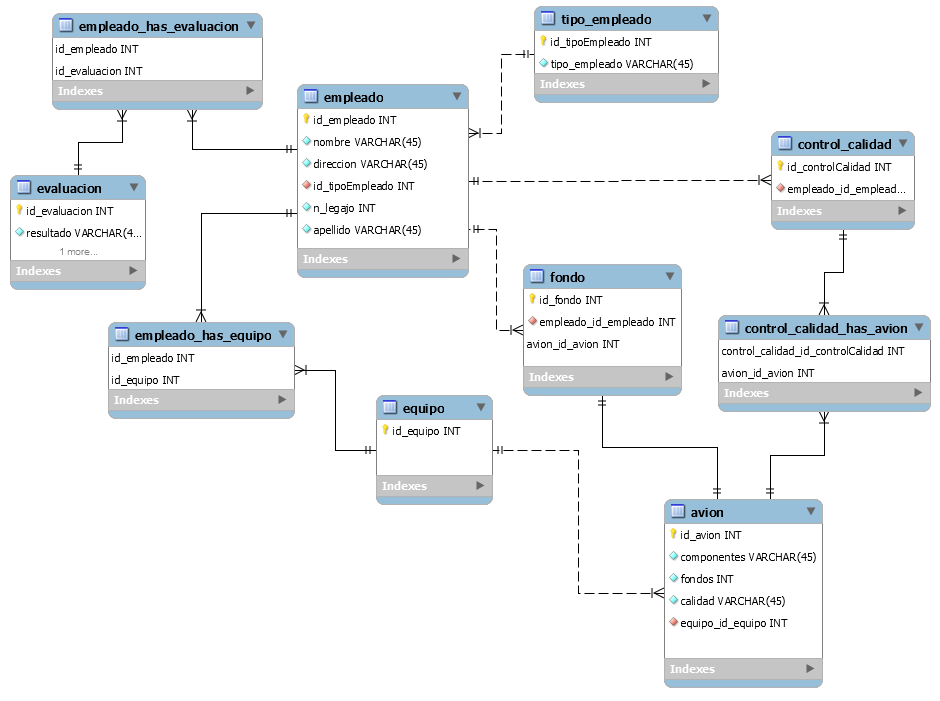 empleado_has_evaluacion
id_empleado INT
id_evaluacion INT
Indexes
tipo_empleado
id_tipoEmpleado INT
tipo_empleado VARCHAR(45)
Indexes
empleado
id_empleado INT
nombre VARCHAR(45)
direccion VARCHAR(45)
id_tipoEmpleado INT
n_legajo INT
apellido VARCHAR(45)
Indexes
control_calidad
id_controlCalidad INT
empleado_id_emplead...
Indexes
evaluacion
id_evaluacion INT
resultado VARCHAR(4...
1 more...
Indexes
fondo
id_fondo INT
empleado_id_empleado INT
avion_id_avion INT
Indexes
empleado_has_equipo
id_empleado INT
id_equipo INT
Indexes
control_calidad_has_avion
control_calidad_id_controlCalidad INT
avion_id_avion INT
Indexes
equipo
id_equipo INT
Indexes
avion
id_avion INT
componentes VARCHAR(45)
fondos INT
calidad VARCHAR(45)
equipo_id_equipo INT
Indexes